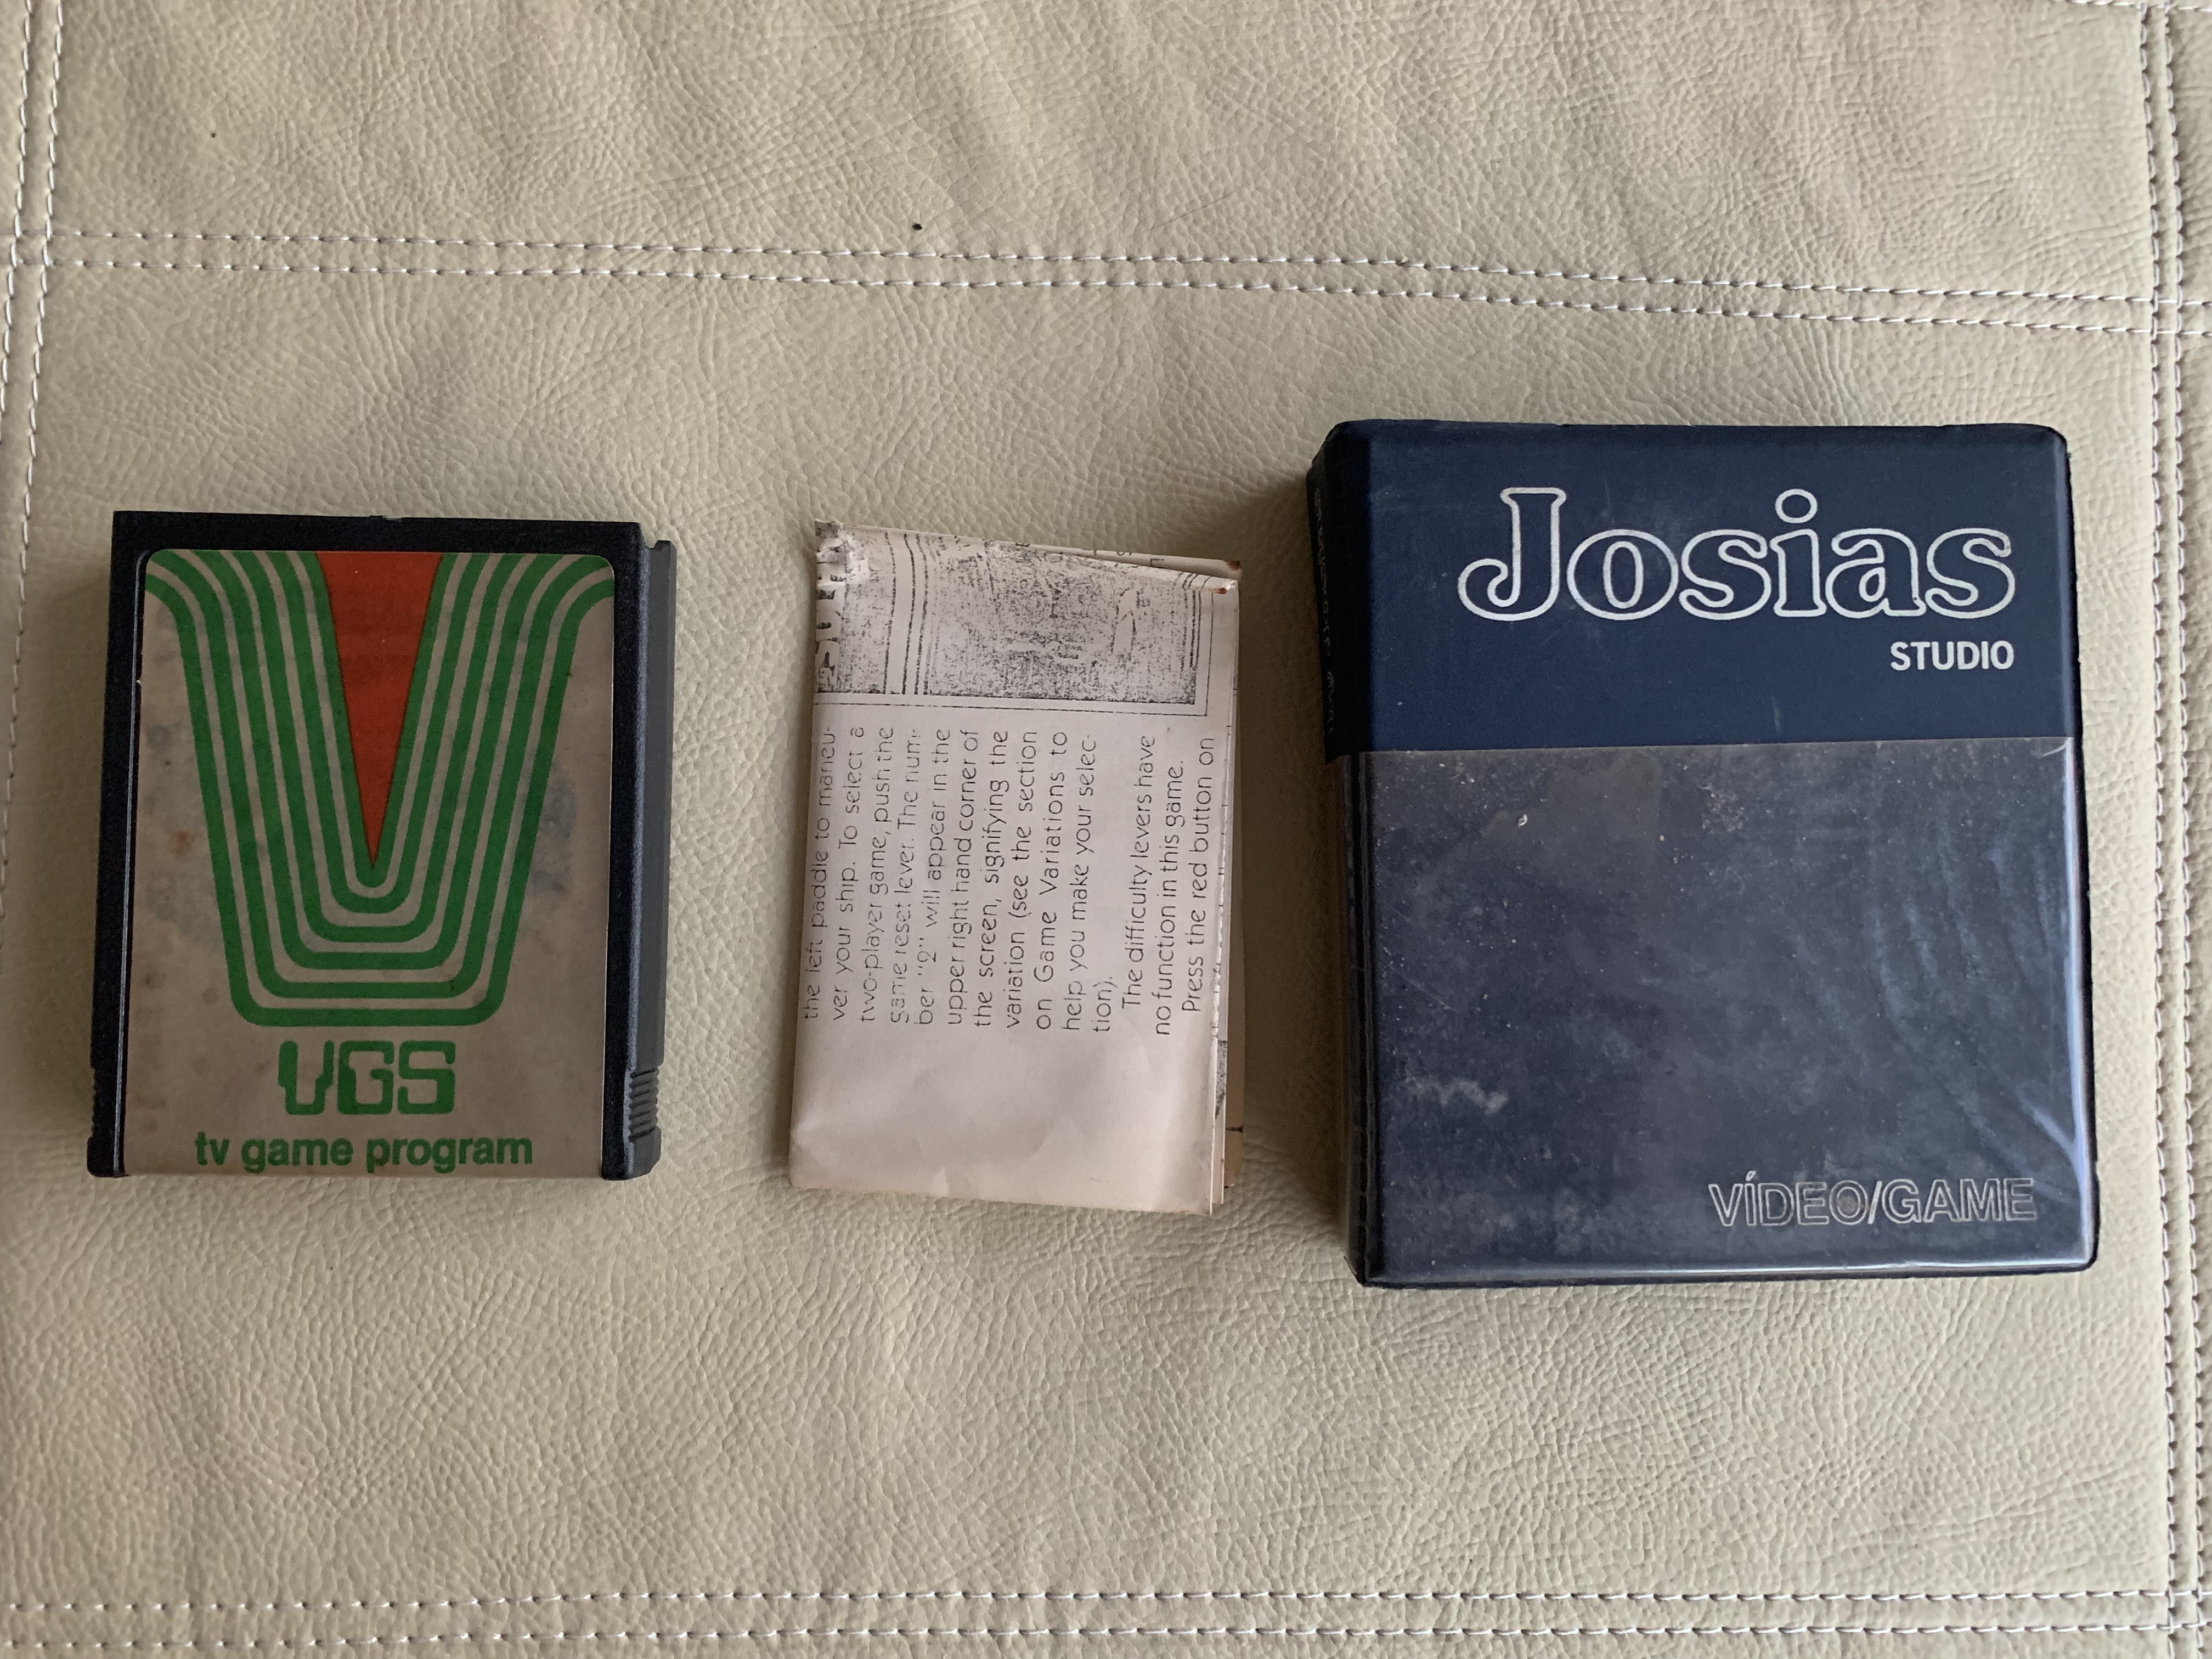 VGS
tv game program
the left paddle to maneu-
ver your ship. To select a
two-player game, push the
game reset lever. The num-
ber "2" will appear in the
upper right hand corner of
the screen, signifying the
variation (see the section
on Game Variations to
help you make your selec-
tion).
The difficulty levers have
no function in this game.
Press the red button on
Josias
STUDIO
VÍDEO/GAME